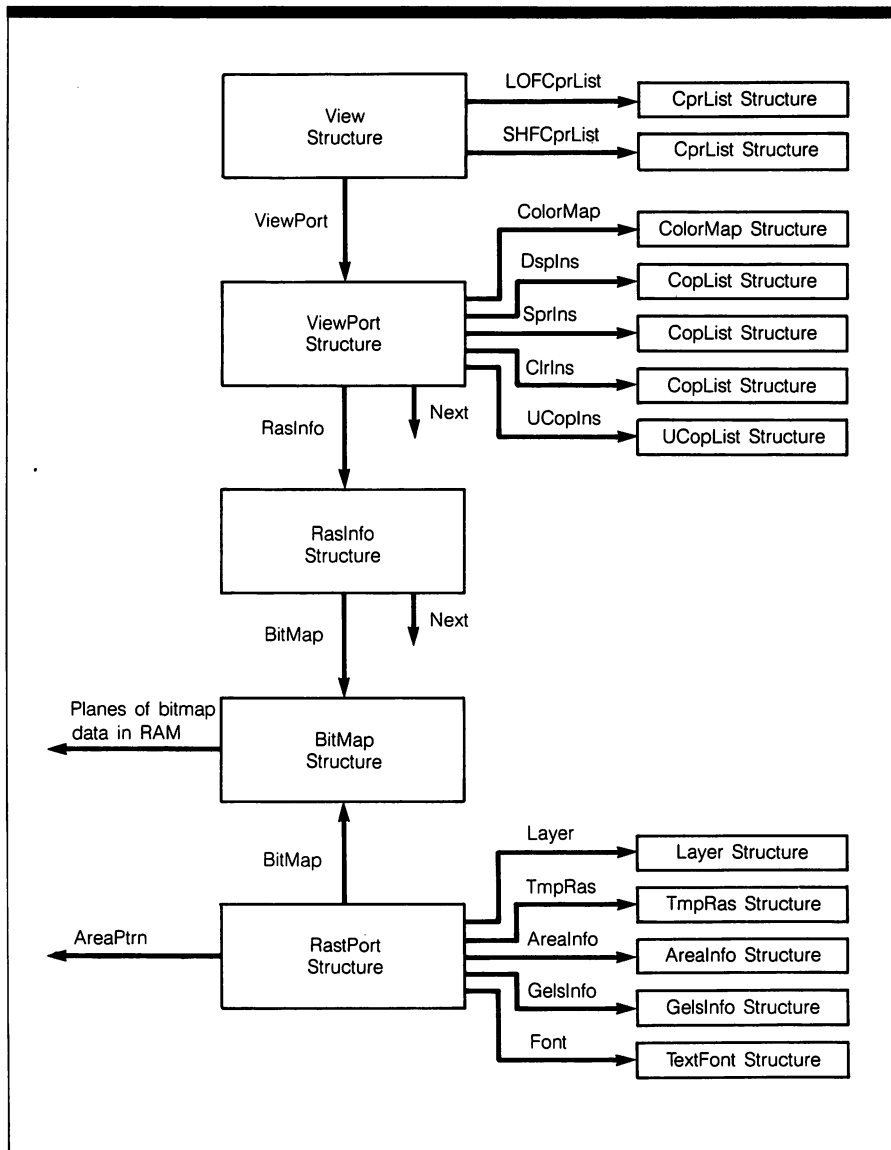 LOFCprList
CprList Structure
View
Structure
SHFCprList
CprList Structure
ViewPort
ColorMap
ColorMap Structure
DspIns
CopList Structure
ViewPort
Structure
SprIns
CopList Structure
ClrIns
CopList Structure
Next
RasInfo
UCopIns
UCopList Structure
RasInfo
Structure
Next
BitMap
Planes of bitmap
data in RAM
BitMap
Structure
BitMap
Layer
Layer Structure
TmpRas
TmpRas Structure
AreaPtrn
RastPort
Structure
AreaInfo
AreaInfo Structure
GelsInfo
GelsInfo Structure
Font
TextFont Structure